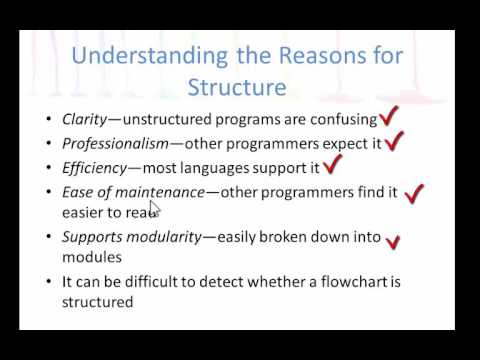 Understanding the Reasons for
Structure
• Clarity—unstructured programs are confusing
• Professionalism—other programmers expect it
• Efficiency—most languages support it
• Ease of maintenance—other programmers find it
easier to read
• Supports modularity—easily broken down into
modules
• It can be difficult to detect whether a flowchart is
structured